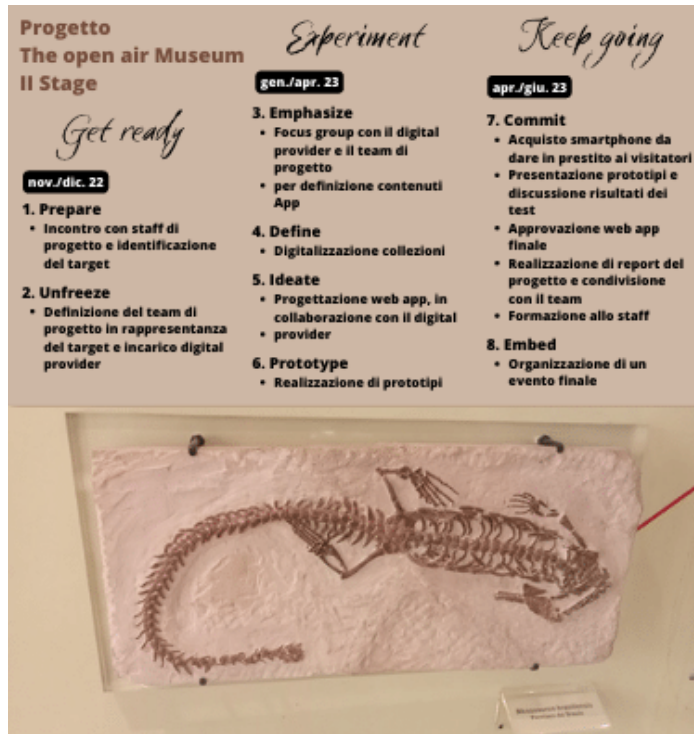 Progetto
The open air Museum
II Stage
Get ready
nov./dic. 22
1. Prepare
• Incontro con staff di
progetto e identificazione
del target
2. Unfreeze
• Definizione del team di
progetto in rappresentanza
del target e incarico digital
provider
Experiment
gen./apr. 23
3. Emphasize
• Focus group con il digital
provider e il team di
progetto
• per definizione contenuti
App
4. Define
• Digitalizzazione collezioni
5. Ideate
• Progettazione web app, in
collaborazione con il digital
• provider
6. Prototype
• Realizzazione di prototipi
Keep going
apr./giu. 23
7. Commit
• Acquisto smartphone da
dare in prestito ai visitatori
• Presentazione prototipi e
discussione risultati dei
test
• Approvazione web app
finale
• Realizzazione di report del
progetto e condivisione
con il team
• Formazione allo staff
8. Embed
• Organizzazione di un
evento finale